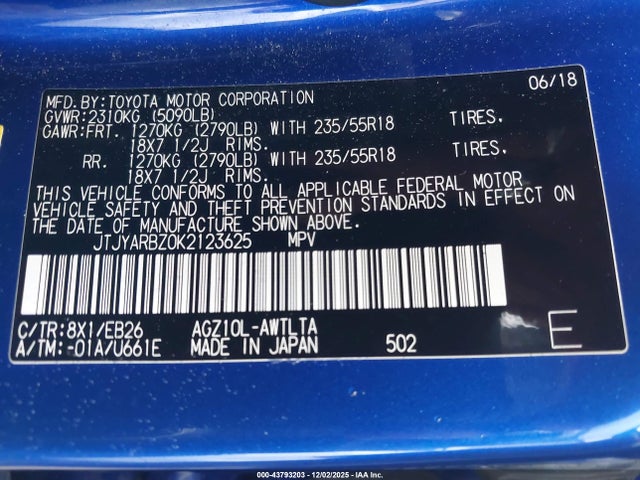 06/18
MFD. BY: TOYOTA MOTOR CORPORATION
GVWR: 2310KG (5090LB)
GAWR: FRT. 1270KG (2790LB) WITH 235/55R18 TIRES.
18X7 1/2J RIMS.
RR. 1270KG (2790LB) WITH 235/55R18 TIRES.
18X7 1/2J RIMS.
THIS VEHICLE CONFORMS TO ALL APPLICABLE FEDERAL MOTOR
VEHICLE SAFETY AND THEFT PREVENTION STANDARDS IN EFFECT ON
THE DATE OF MANUFACTURE SHOWN ABOVE.
JTJYARBZ0K2123625 MPV
C/TR: 8X1/EB26 AGZ10L-AWTLTA
A/TM: -01A/U661E MADE IN JAPAN 502 E
000-43793203 - 12/02/2025 - IAA Inc.